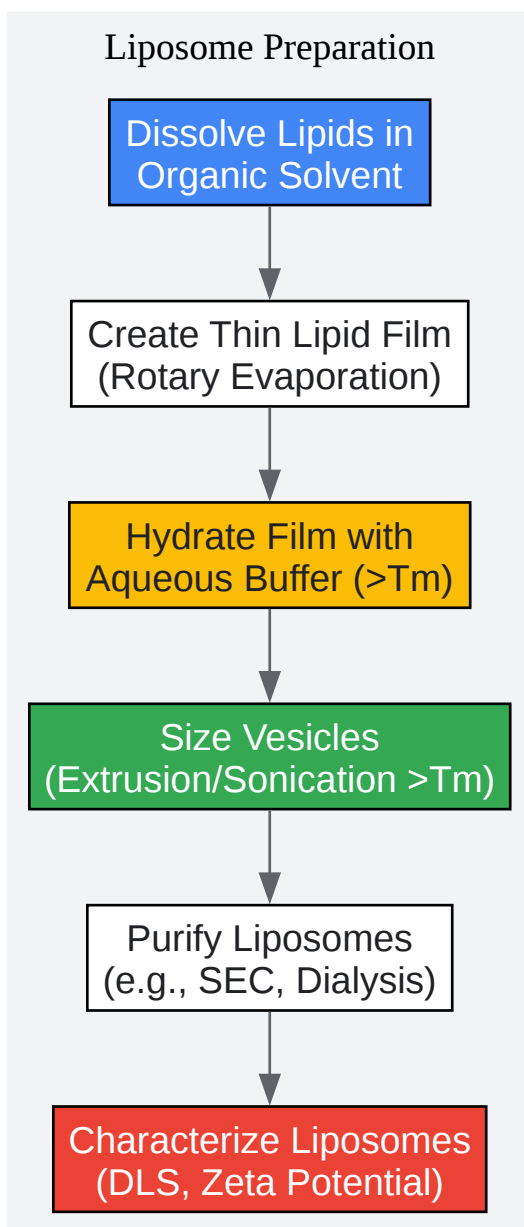 Liposome Preparation
Dissolve Lipids in
Organic Solvent
Create Thin Lipid Film
(Rotary Evaporation)
Hydrate Film with
Aqueous Buffer (>Tm)
Size Vesicles
(Extrusion/Sonication >Tm)
Purify Liposomes
(e.g., SEC, Dialysis)
Characterize Liposomes
(DLS, Zeta Potential)